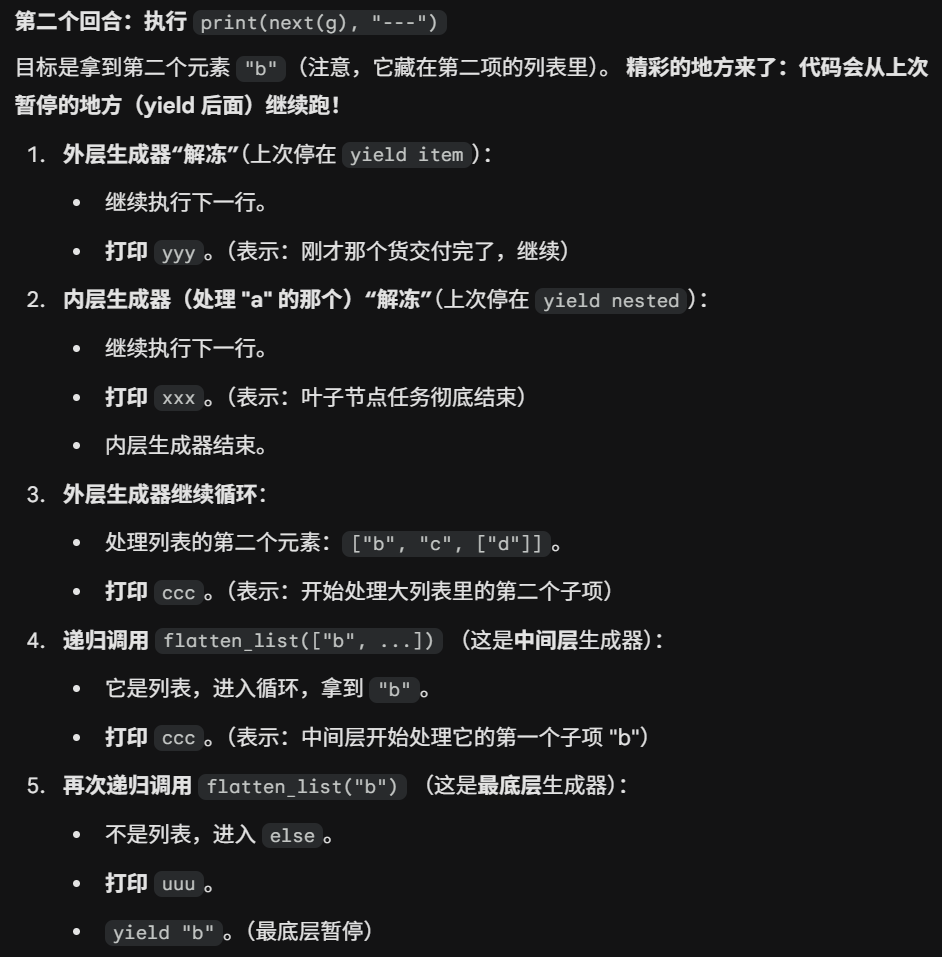 第二个回合：执行 print(next(g), "---")
目标是拿到第二个元素 "b"（注意，它藏在第二项的列表里）。精彩的地方来了：代码会从上次
暂停的地方（yield 后面）继续跑！
1. 外层生成器“解冻”（上次停在 yield item）：
• 继续执行下一行。
• 打印 yyy。（表示：刚才那个货交付完了，继续）
2. 内层生成器（处理 "a" 的那个）“解冻”（上次停在 yield nested）：
• 继续执行下一行。
• 打印 xxx。（表示：叶子节点任务彻底结束）
• 内层生成器结束。
3. 外层生成器继续循环：
• 处理列表的第二个元素：["b", "c", ["d"]]。
• 打印 ccc。（表示：开始处理大列表里的第二个子项）
4. 递归调用 flatten_list(["b", ...]) （这是中间层生成器）：
• 它是列表，进入循环，拿到 "b"。
• 打印 ccc。（表示：中间层开始处理它的第一个子项 "b"）
5. 再次递归调用 flatten_list("b") （这是最底层生成器）：
• 不是列表，进入 else。
• 打印 uuu。
• yield "b"。（最底层暂停）